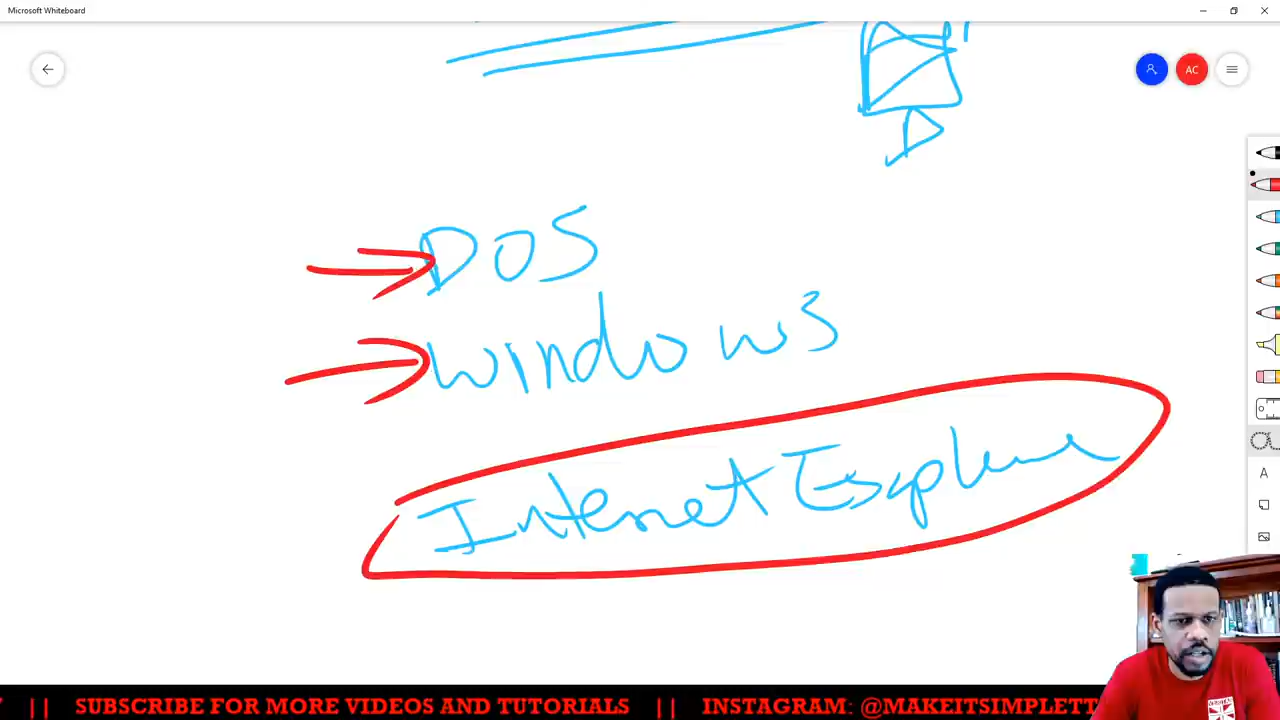 Microsoft Whiteboard
AC
DOS
Windows
Internet Explorer
A
|| SUBSCRIBE FOR MORE VIDEOS AND TUTORIALS || INSTAGRAM: @MAKEITSIMPLETT